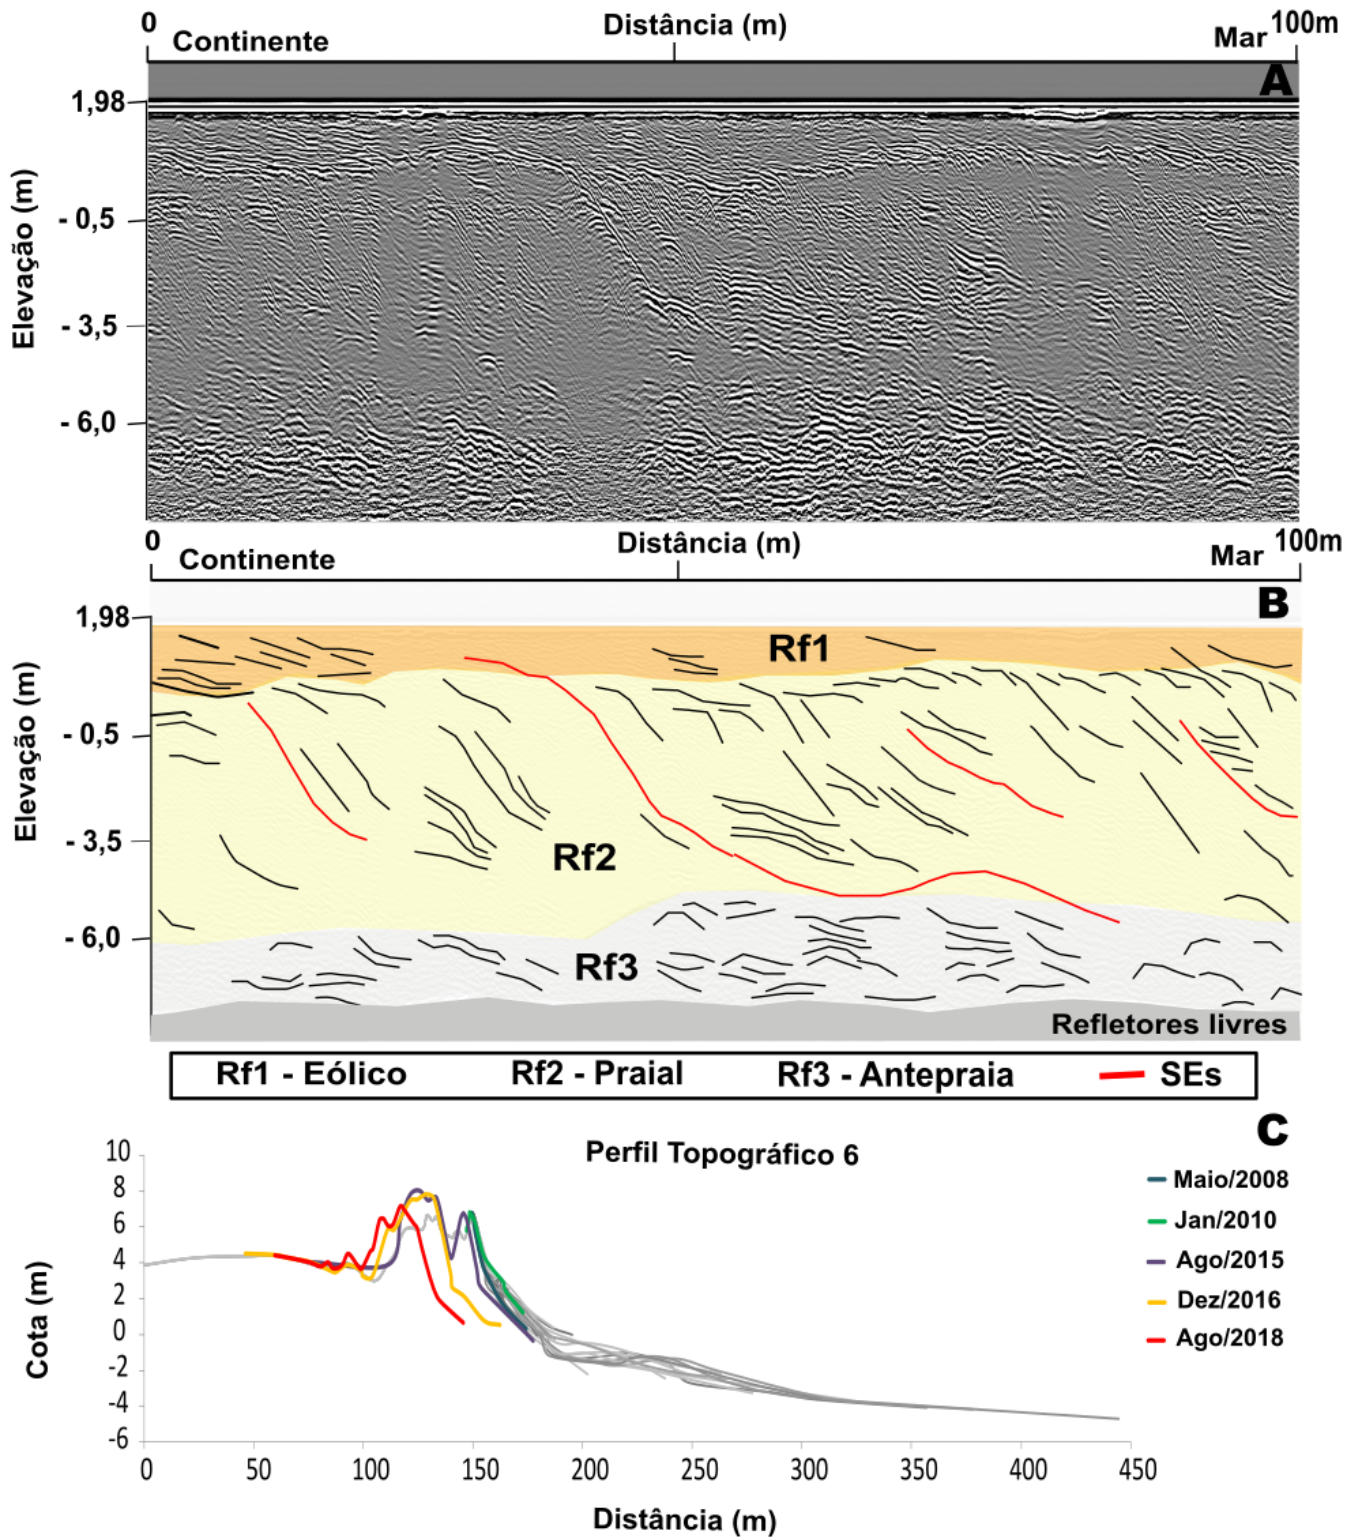 0 Distância (m) 100m
Continente Mar
A
1,98
- 0,5
- 3,5
- 6,0
Elevação (m)
0 Distância (m) 100m
Continente Mar
B
1,98
- 0,5
- 3,5
- 6,0
Elevação (m)
Rf1
Rf2
Rf3
Refletores livres
Rf1 - Eólico Rf2 - Praial Rf3 - Antepraia SEs
C
Perfil Topográfico 6
10
8
6
4
2
0
-2
-4
-6
Cota (m)
Maio/2008
Jan/2010
Ago/2015
Dez/2016
Ago/2018
0 50 100 150 200 250 300 350 400 450
Distância (m)